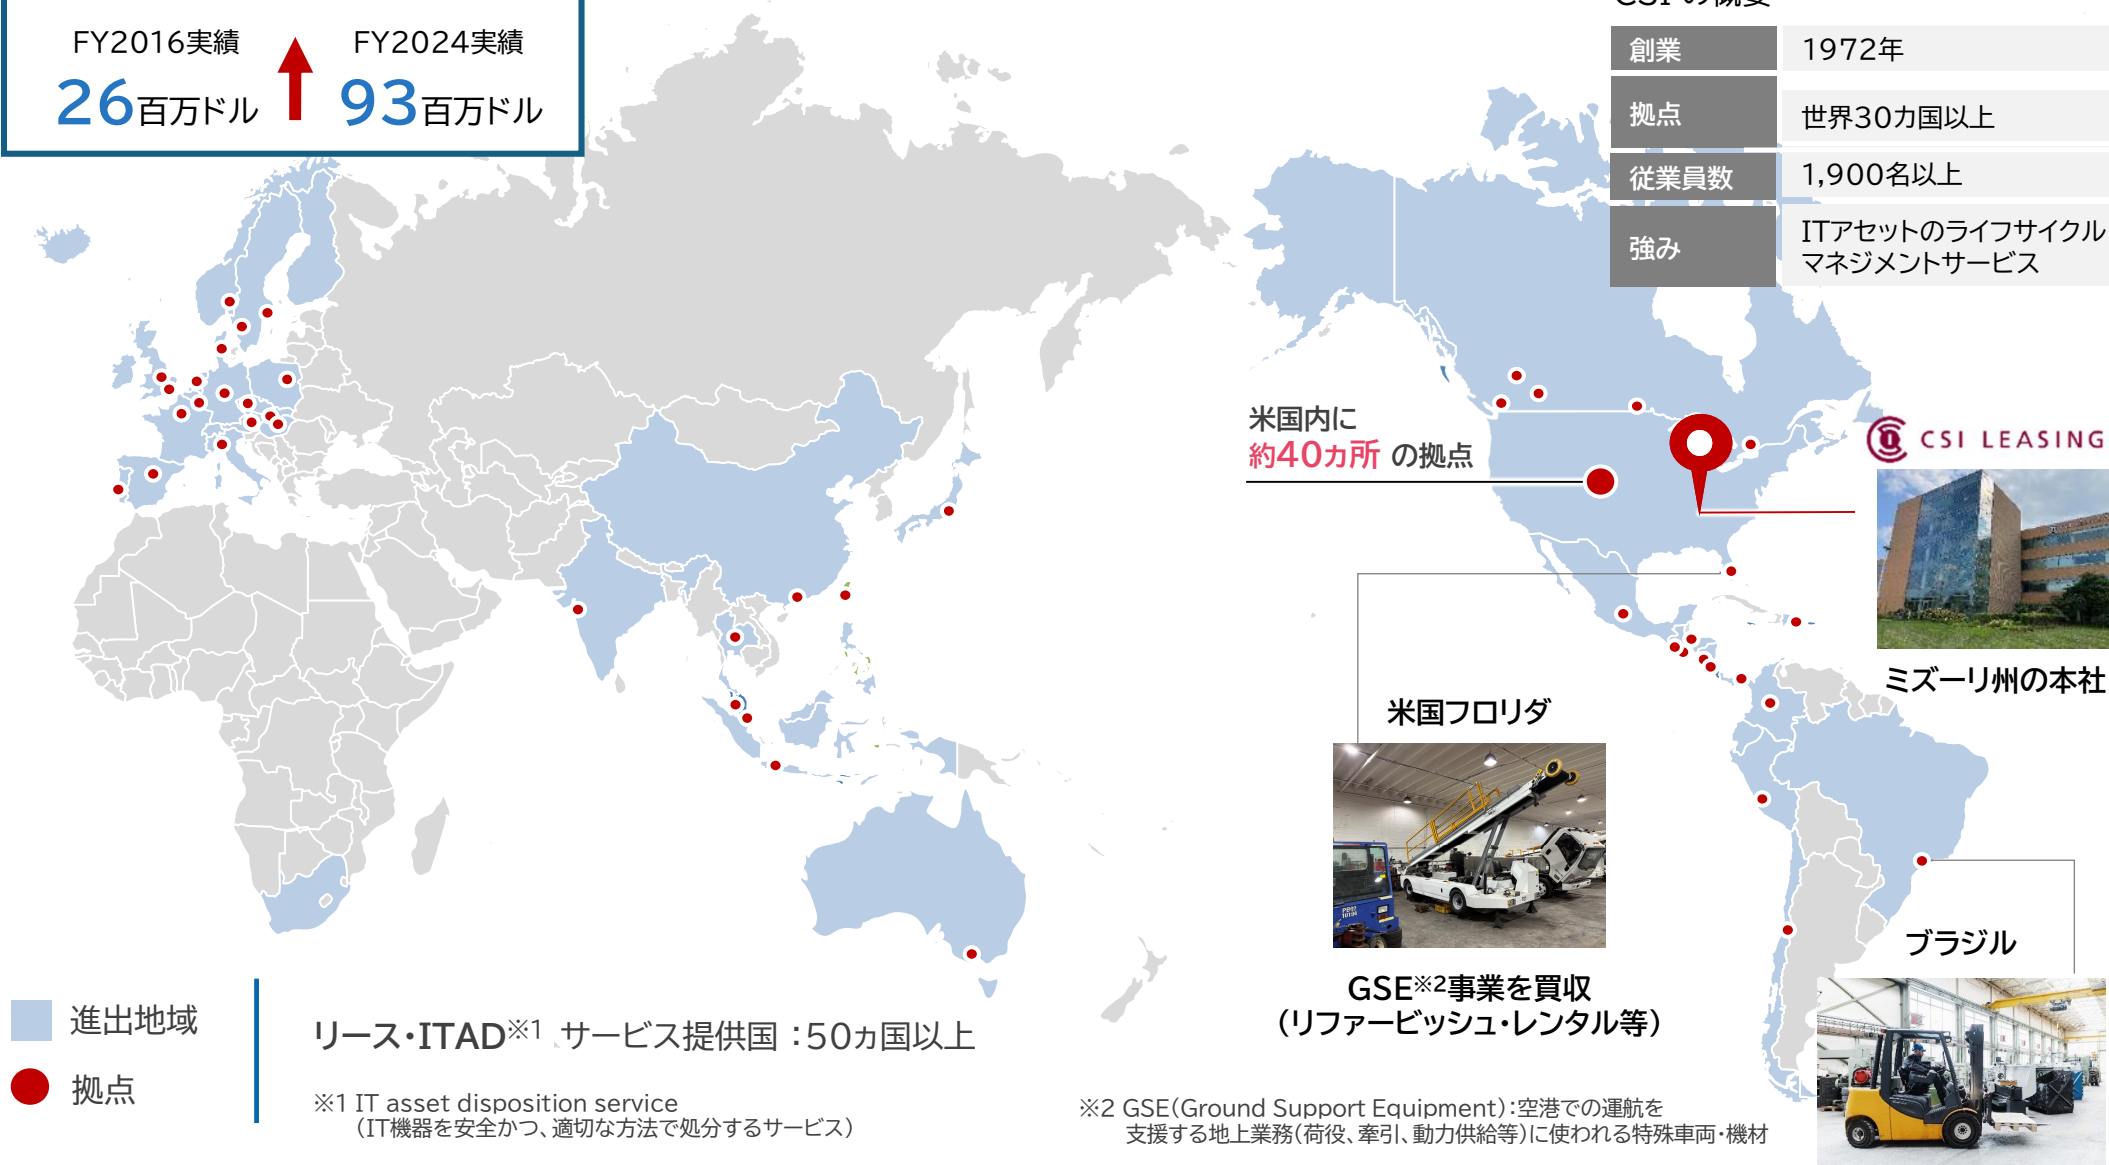 FY2016実績
26百万ドル
FY2024実績
93百万ドル
CSIの概要
創業
1972年
拠点
世界30カ国以上
従業員数
1,900名以上
強み
ITアセットのライフサイクル
マネジメントサービス
米国内に
約40ヵ所 の拠点
CSI LEASING
ミズーリ州の本社
米国フロリダ
GSE※2事業を買収
(リファービッシュ・レンタル等)
ブラジル
進出地域
拠点
リース・ITAD※1 サービス提供国:50ヵ国以上
※1 IT asset disposition service
(IT機器を安全かつ、適切な方法で処分するサービス)
※2 GSE(Ground Support Equipment):空港での運航を
支援する地上業務(荷役、牽引、動力供給等)に使われる特殊車両・機材